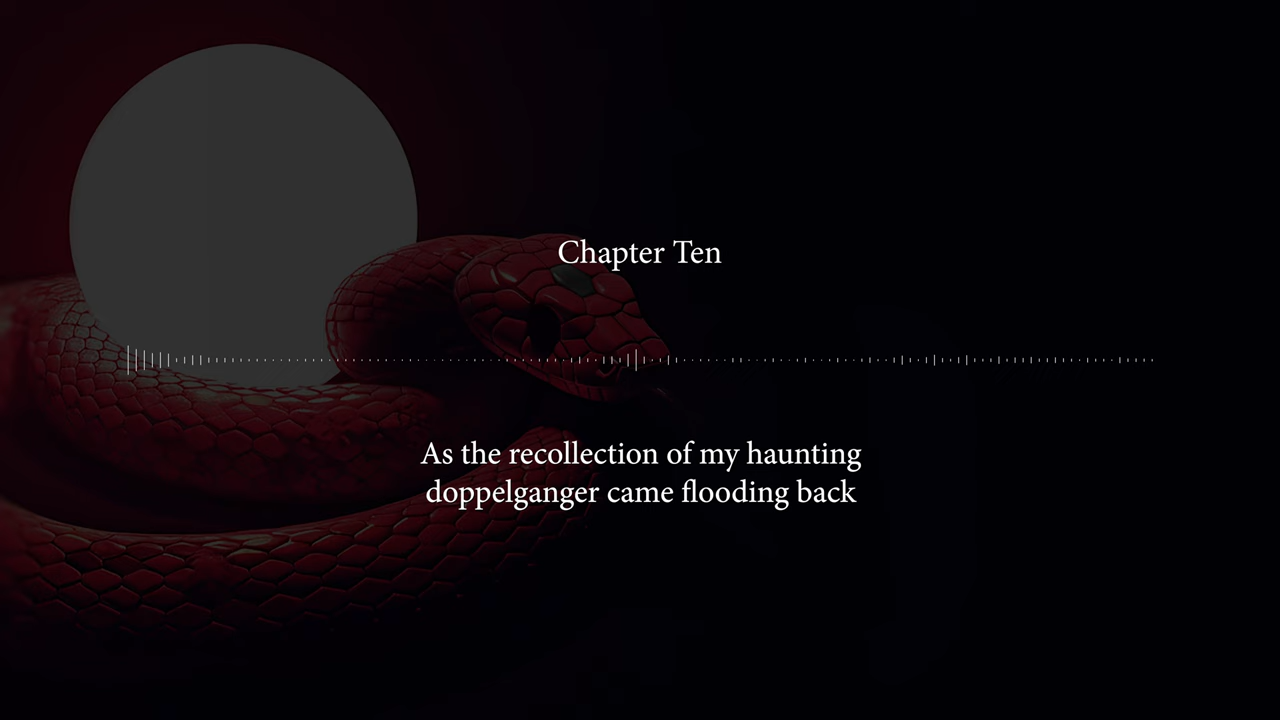 Chapter Ten
As the recollection of my haunting
doppelganger came flooding back